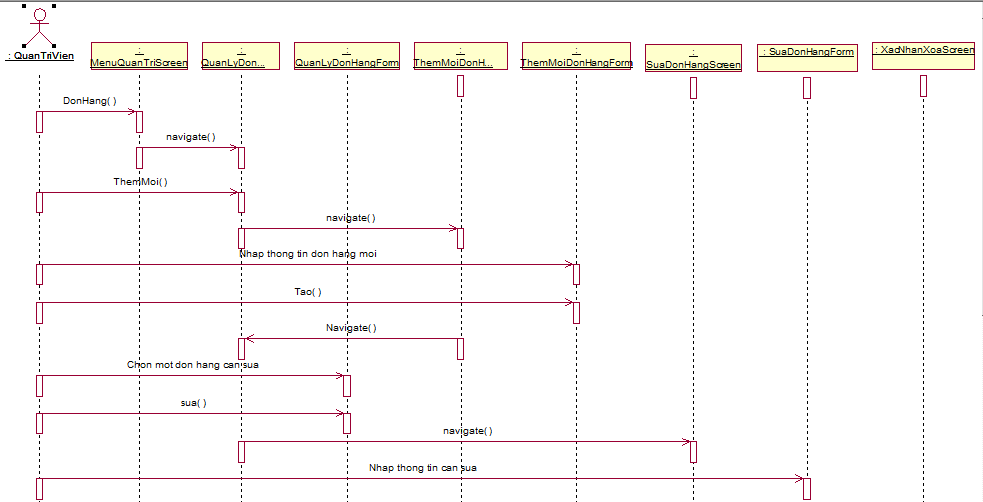 : QuanTriVien
:
MenuQuanTriScreen
:
QuanLyDon...
:
QuanLyDonHangForm
:
ThemMoiDonH...
:
ThemMoiDonHangForm
:
SuaDonHangScreen
: SuaDonHangForm
: XacNhanXoaScreen
DonHang( )
navigate( )
ThemMoi( )
navigate( )
Nhap thong tin don hang moi
Tao( )
Navigate( )
Chon mot don hang can sua
sua( )
navigate( )
Nhap thong tin can sua